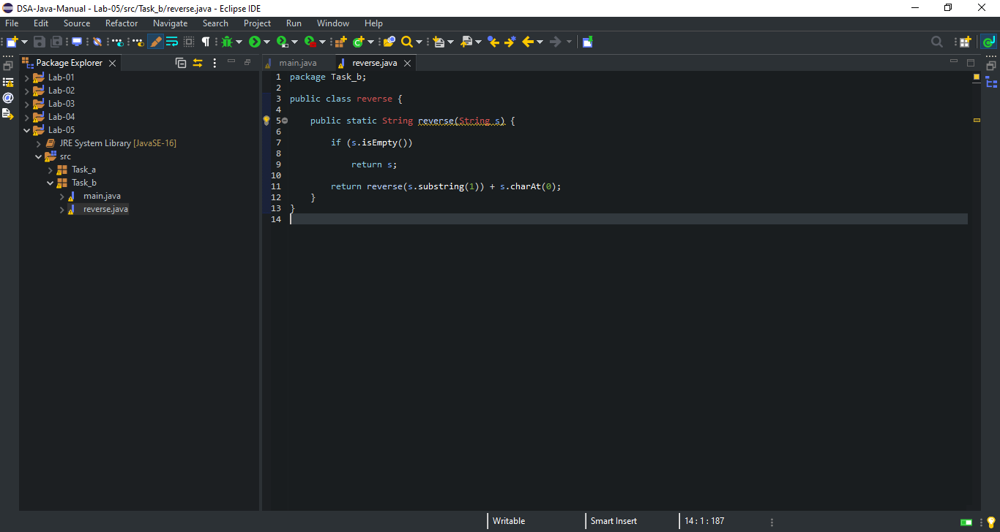 DSA-Java-Manual - Lab-05/src/Task_b/reverse.java - Eclipse IDE
File Edit Source Refactor Navigate Search Project Run Window Help
Package Explorer
Lab-01
Lab-02
Lab-03
Lab-04
Lab-05
JRE System Library [JavaSE-16]
src
Task_a
Task_b
main.java
reverse.java
main.java reverse.java
1 package Task_b;
2
3 public class reverse {
4
5 public static String reverse(String s) {
6
7 if (s.isEmpty())
8
9 return s;
10
11 return reverse(s.substring(1)) + s.charAt(0);
12 }
13 }
14
Writable Smart Insert 14 : 1 : 187